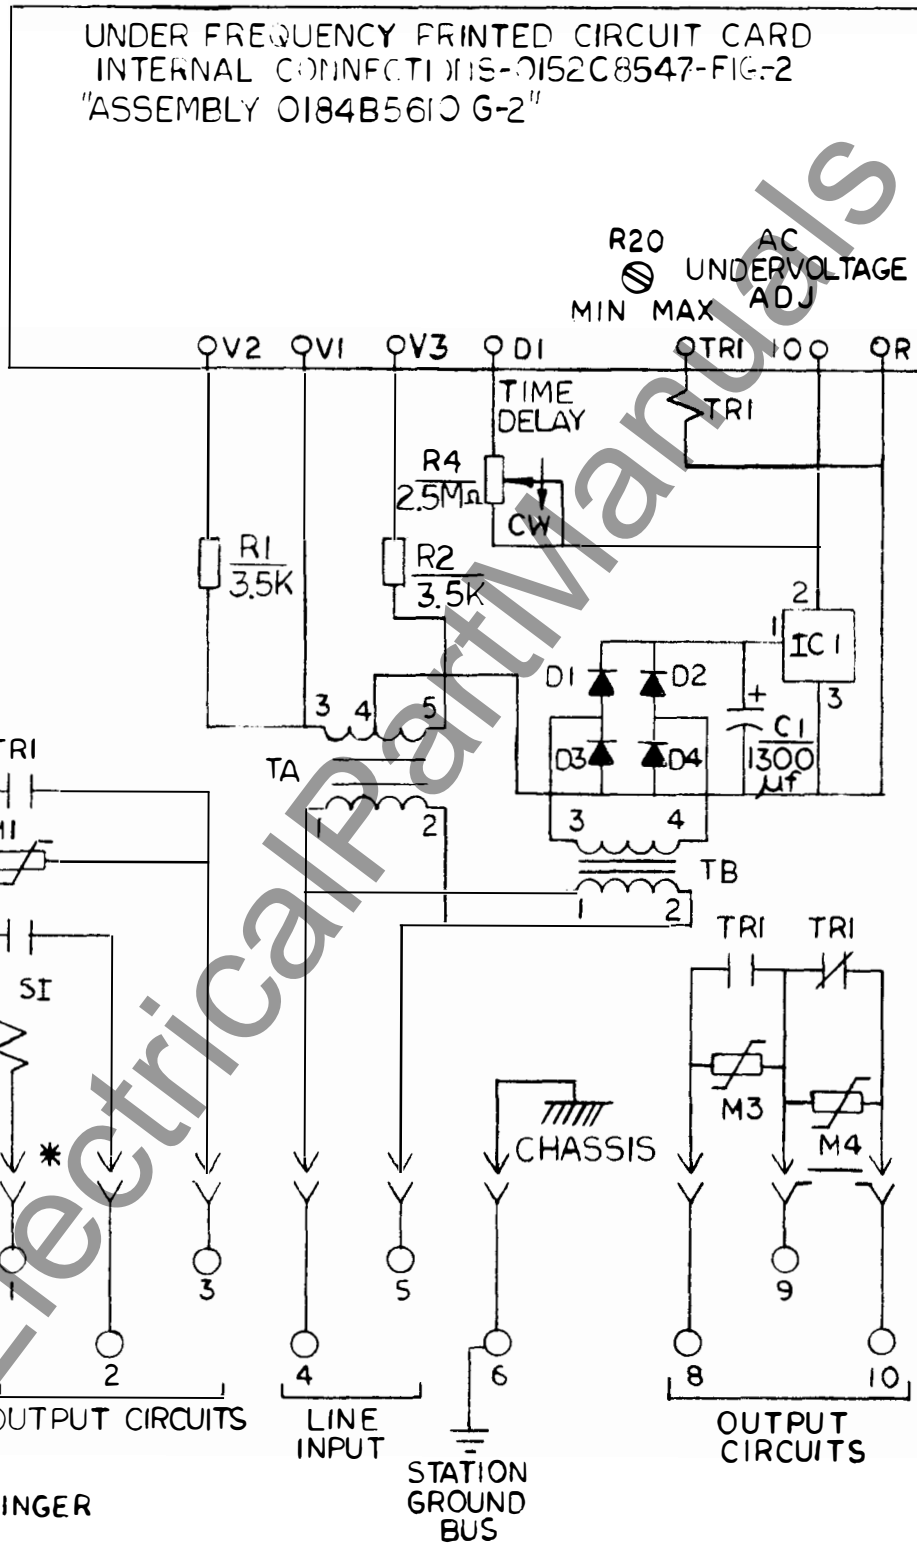 UNDER FREQUENCY PRINTED CIRCUIT CARD
INTERNAL CONNECTIONS-0152C8547-FIG.-2
"ASSEMBLY 0184B5610 G-2"
R20
AC
UNDERVOLTAGE
ADJ
MIN MAX
V2 V1 V3 D1 TR1 10 R
TIME
DELAY
TR1
R4
2.5MΩ
CW
R1
3.5K
R2
3.5K
2
1
IC1
3
D1 D2
+
C1
1300
μf
D3 D4
3 4 5
TA
1 2
3 4
TB
1 2
TR1
SI
*
TR1 TR1
M3
M4
CHASSIS
1 2 3 4 5 6 8 9 10
OUTPUT CIRCUITS
LINE
INPUT
STATION
GROUND
BUS
OUTPUT
CIRCUITS
INGER
ElectricalPartManuals